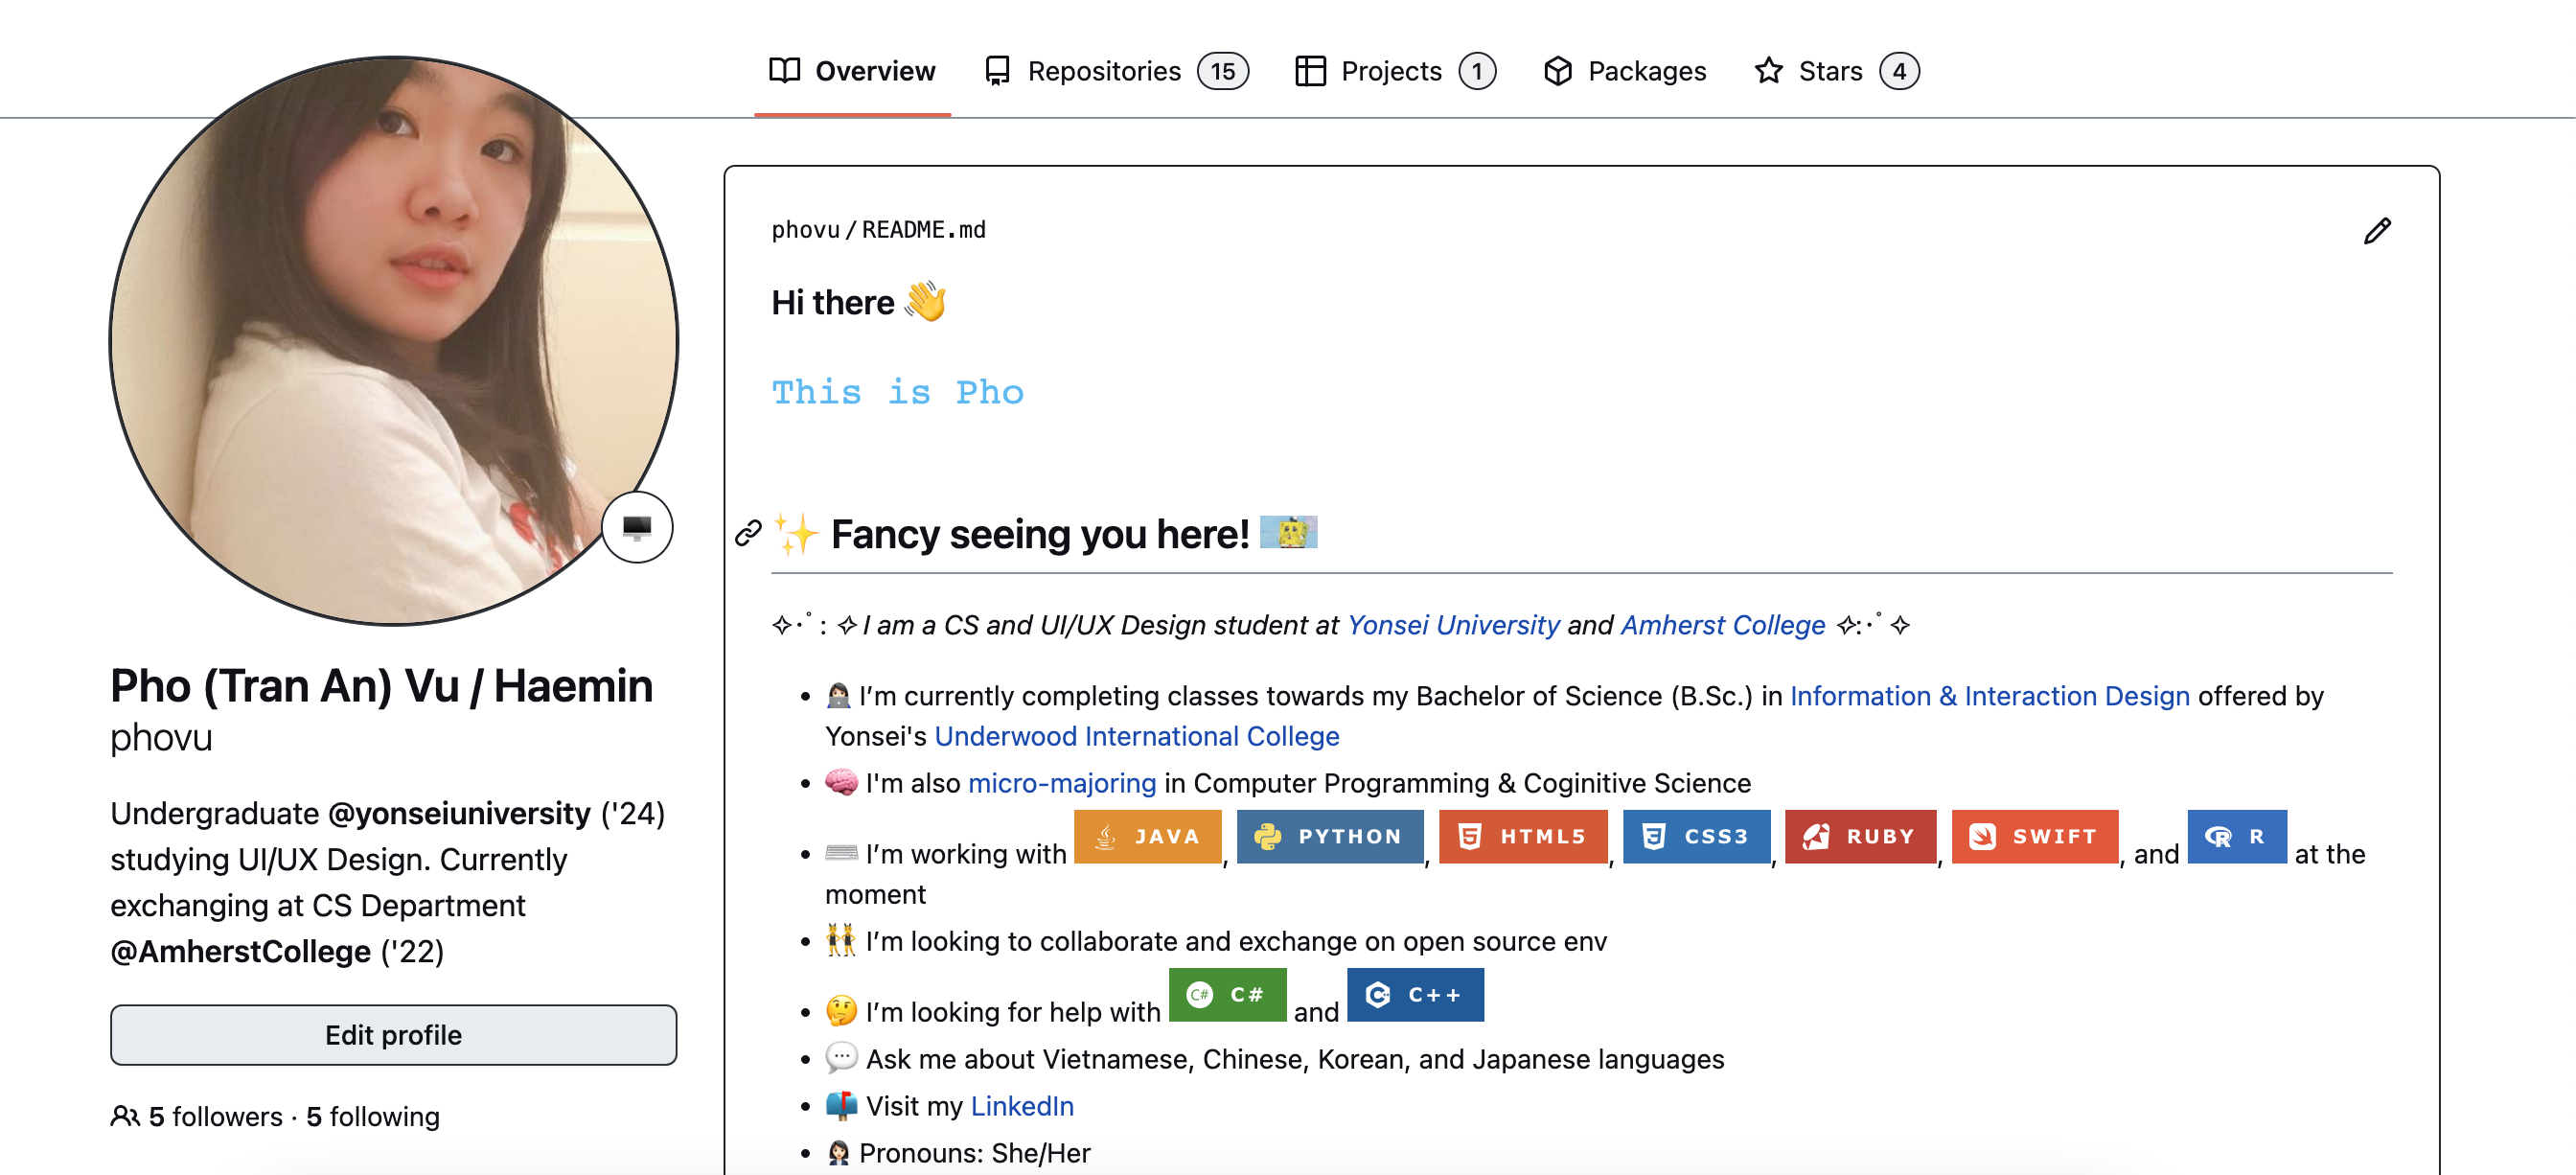 Overview Repositories 15 Projects 1 Packages Stars 4
Pho (Tran An) Vu / Haemin
phovu
Undergraduate @yonseiuniversity ('24)
studying UI/UX Design. Currently
exchanging at CS Department
@AmherstCollege ('22)
Edit profile
5 followers · 5 following
phovu / README.md
Hi there 👋
This is Pho
✨ Fancy seeing you here!
✧･ﾟ: ✧ I am a CS and UI/UX Design student at Yonsei University and Amherst College ✧:･ﾟ✧
• 👩🏻‍💻 I’m currently completing classes towards my Bachelor of Science (B.Sc.) in Information & Interaction Design offered by
Yonsei's Underwood International College
• 🧠 I'm also micro-majoring in Computer Programming & Coginitive Science
• ⌨️ I’m working with JAVA, PYTHON, HTML5, CSS3, RUBY, SWIFT, and R at the
moment
• 👯 I’m looking to collaborate and exchange on open source env
• 🤔 I’m looking for help with C# C# and C++
• 💬 Ask me about Vietnamese, Chinese, Korean, and Japanese languages
• 📫 Visit my LinkedIn
• 👩🏻‍💼 Pronouns: She/Her